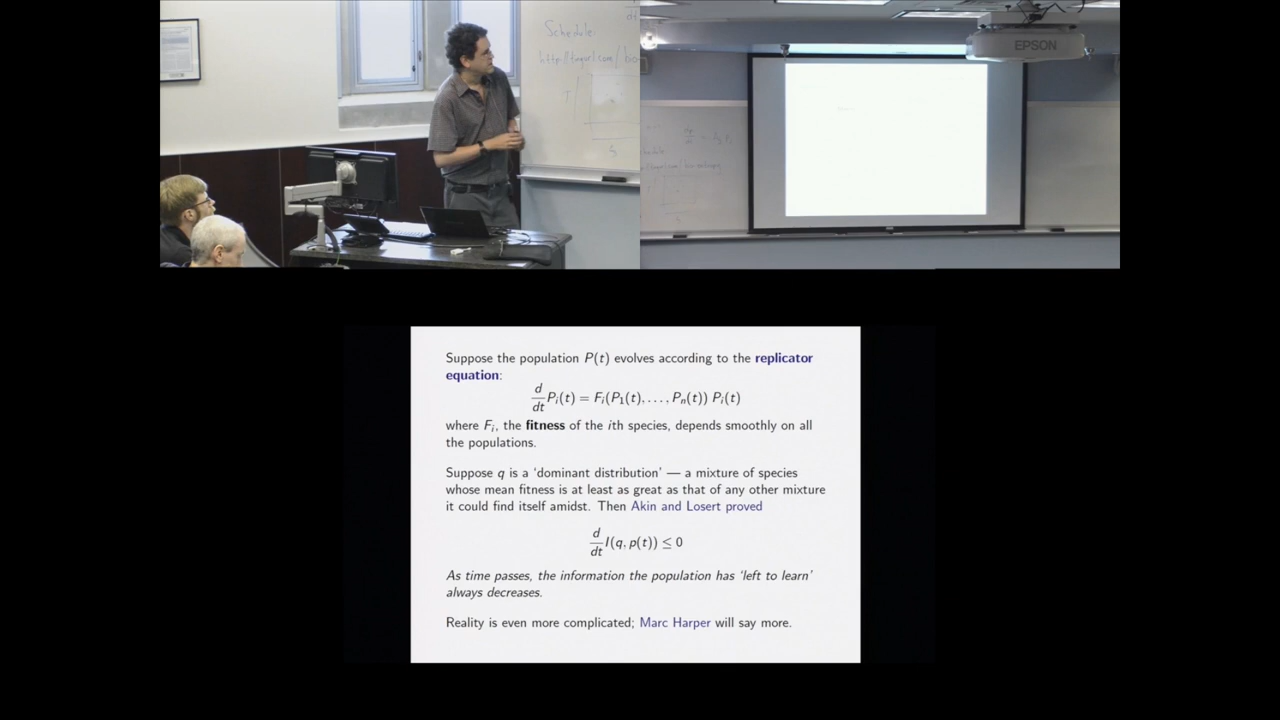 Schedule:
EPSON
Suppose the population P(t) evolves according to the replicator
equation:
d/dt P_i(t) = F_i(P_1(t), . . . , P_n(t)) P_i(t)
where F_i, the fitness of the ith species, depends smoothly on all
the populations.
Suppose q is a ‘dominant distribution’ — a mixture of species
whose mean fitness is at least as great as that of any other mixture
it could find itself amidst. Then Akin and Losert proved
d/dt I(q, p(t)) ≤ 0
As time passes, the information the population has ‘left to learn’
always decreases.
Reality is even more complicated; Marc Harper will say more.